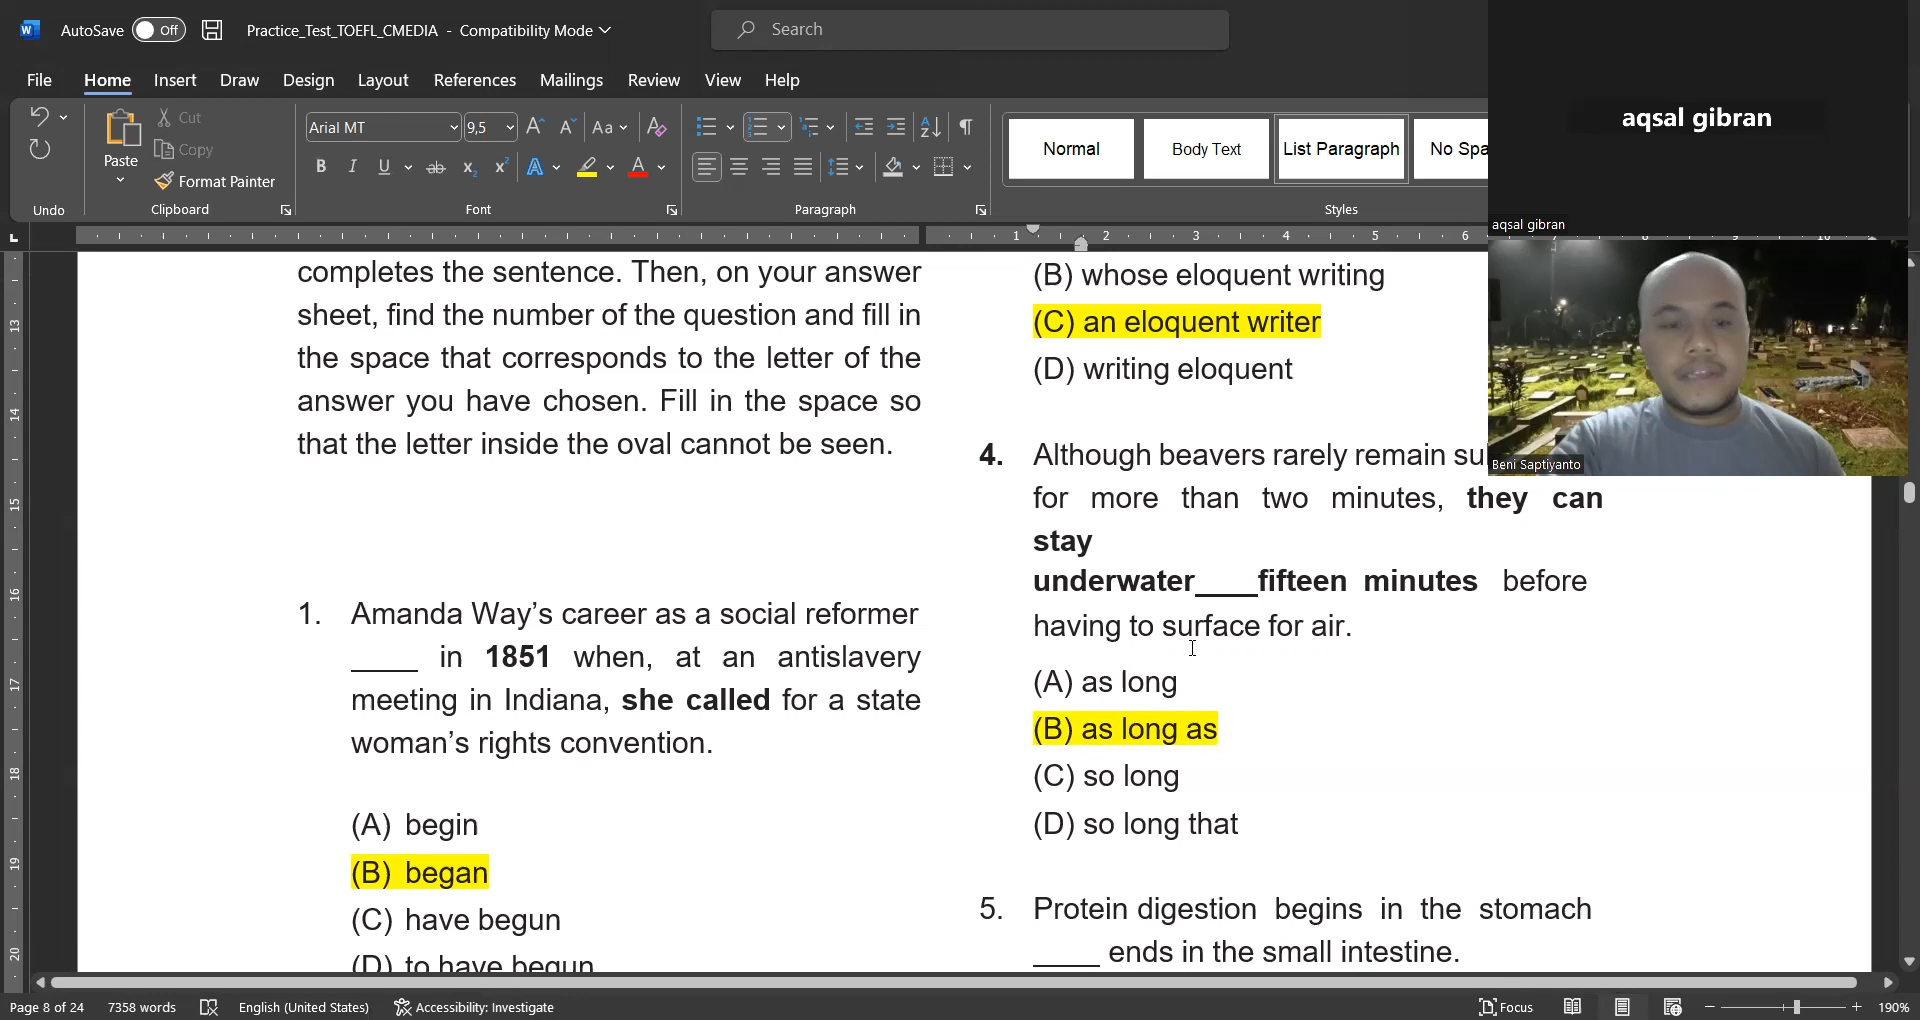 AutoSave Off Practice_Test_TOEFL_CMEDIA - Compatibility Mode Search
File Home Insert Draw Design Layout References Mailings Review View Help
Paste Cut Copy Format Painter
Arial MT 9,5
Normal Body Text List Paragraph No Spa
Undo Clipboard Font Paragraph Styles
aqsal gibran
aqsal gibran
Beni Saptiyanto
completes the sentence. Then, on your answer
sheet, find the number of the question and fill in
the space that corresponds to the letter of the
answer you have chosen. Fill in the space so
that the letter inside the oval cannot be seen.
1. Amanda Way’s career as a social reformer
____ in 1851 when, at an antislavery
meeting in Indiana, she called for a state
woman’s rights convention.
(A) begin
(B) began
(C) have begun
(D) to have begun
(B) whose eloquent writing
(C) an eloquent writer
(D) writing eloquent
4. Although beavers rarely remain su
for more than two minutes, they can
stay
underwater____fifteen minutes before
having to surface for air.
(A) as long
(B) as long as
(C) so long
(D) so long that
5. Protein digestion begins in the stomach
____ ends in the small intestine.
Page 8 of 24 7358 words English (United States) Accessibility: Investigate Focus 190%